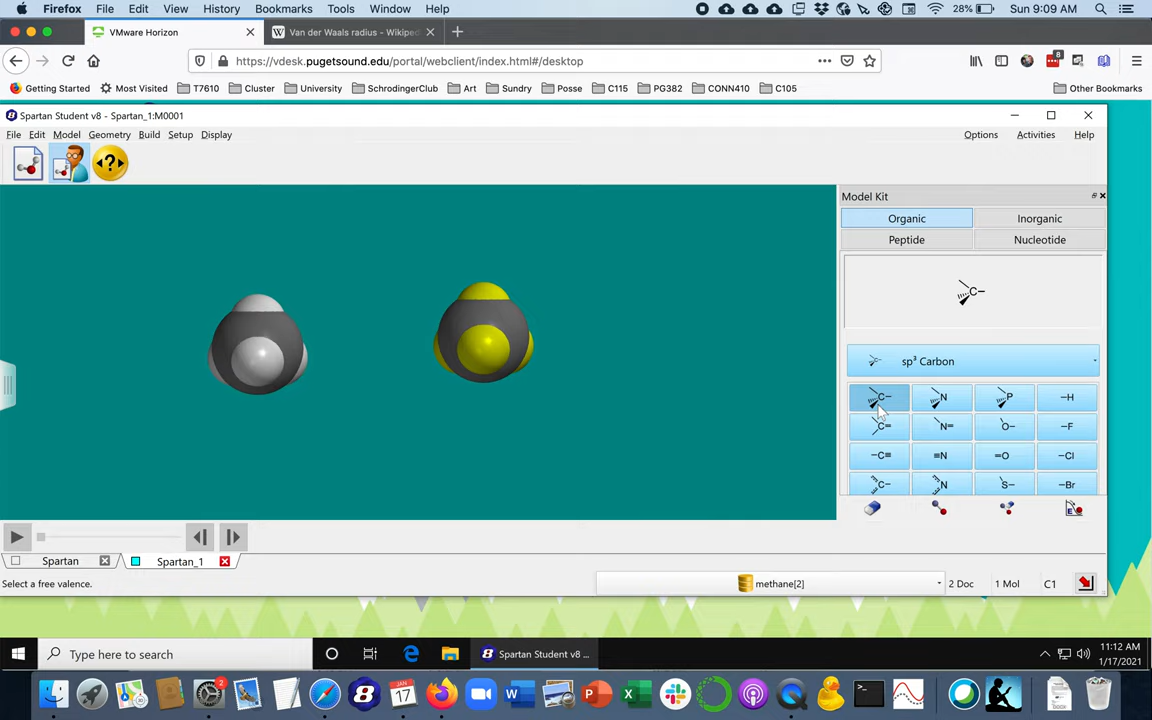 Firefox File Edit View History Bookmarks Tools Window Help 28% Sun 9:09 AM
VMware Horizon Van der Waals radius - Wikiped
https://vdesk.pugetsound.edu/portal/webclient/index.html#/desktop
Getting Started Most Visited T7610 Cluster University SchrodingerClub Art Sundry Posse C115 PG382 CONN410 C105 Other Bookmarks
Spartan Student v8 - Spartan_1:M0001
File Edit Model Geometry Build Setup Display Options Activities Help
Model Kit
Organic Inorganic
Peptide Nucleotide
C
sp³ Carbon
C N P -H
C= N= O- -F
-C≡ ≡N =O -Cl
C- N S- -Br
E
Spartan Spartan_1
Select a free valence. methane[2] 2 Doc 1 Mol C1
Type here to search Spartan Student v8 ... 11:12 AM
1/17/2021
JAN
17